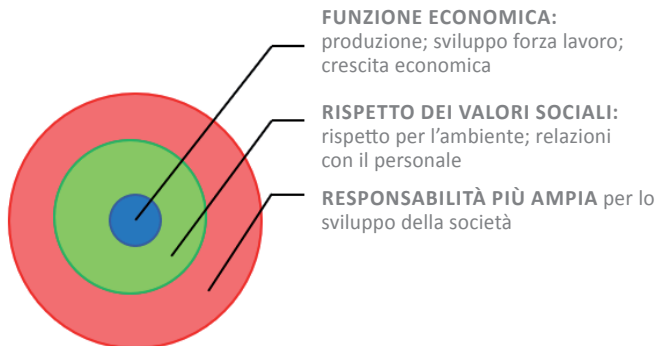 FUNZIONE ECONOMICA:
produzione; sviluppo forza lavoro;
crescita economica
RISPETTO DEI VALORI SOCIALI:
rispetto per l’ambiente; relazioni
con il personale
RESPONSABILITÀ PIÙ AMPIA per lo
sviluppo della società